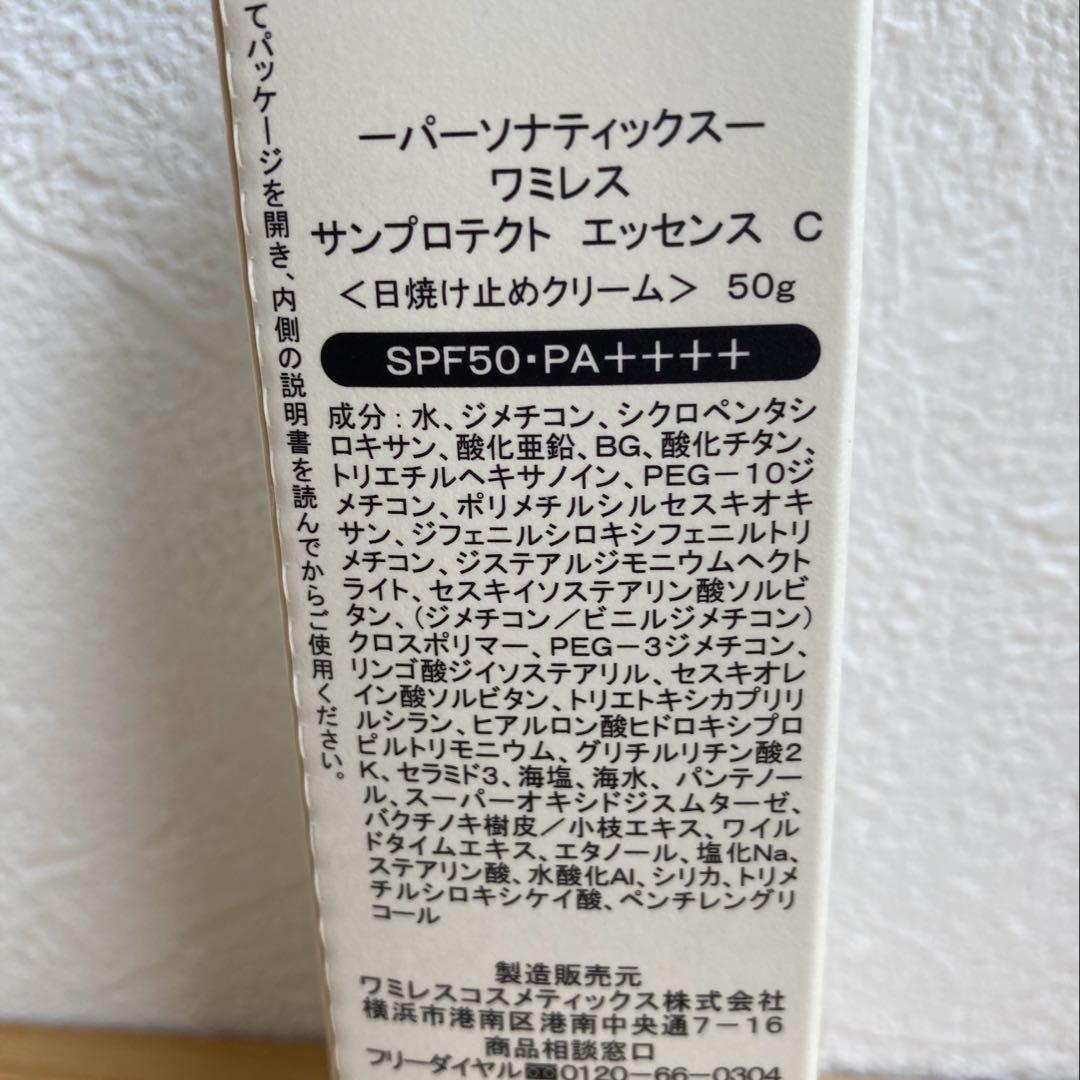 てパッケージを開き、内側の説明書を読んでからご使用ください。
ーパーソナティックスー
ワミレス
サンプロテクト エッセンス C
＜日焼け止めクリーム＞ 50g
SPF50・PA＋＋＋＋
成分：水、ジメチコン、シクロペンタシ
ロキサン、酸化亜鉛、BG、酸化チタン、
トリエチルヘキサノイン、PEG－10ジ
メチコン、ポリメチルシルセスキオキ
サン、ジフェニルシロキシフェニルトリ
メチコン、ジステアルジモニウムヘクト
ライト、セスキイソステアリン酸ソルビ
タン、（ジメチコン／ビニルジメチコン）
クロスポリマー、PEG－3ジメチコン、
リンゴ酸ジイソステアリル、セスキオレ
イン酸ソルビタン、トリエトキシカプリリ
ルシラン、ヒアルロン酸ヒドロキシプロ
ピルトリモニウム、グリチルリチン酸2
K、セラミド3、海塩、海水、パンテノー
ル、スーパーオキシドジスムターゼ、
バクチノキ樹皮／小枝エキス、ワイル
ドタイムエキス、エタノール、塩化Na、
ステアリン酸、水酸化Al、シリカ、トリメ
チルシロキシケイ酸、ペンチレングリ
コール
製造販売元
ワミレスコスメティックス株式会社
横浜市港南区港南中央通7－16
商品相談窓口
フリーダイヤル 0120－66－0304